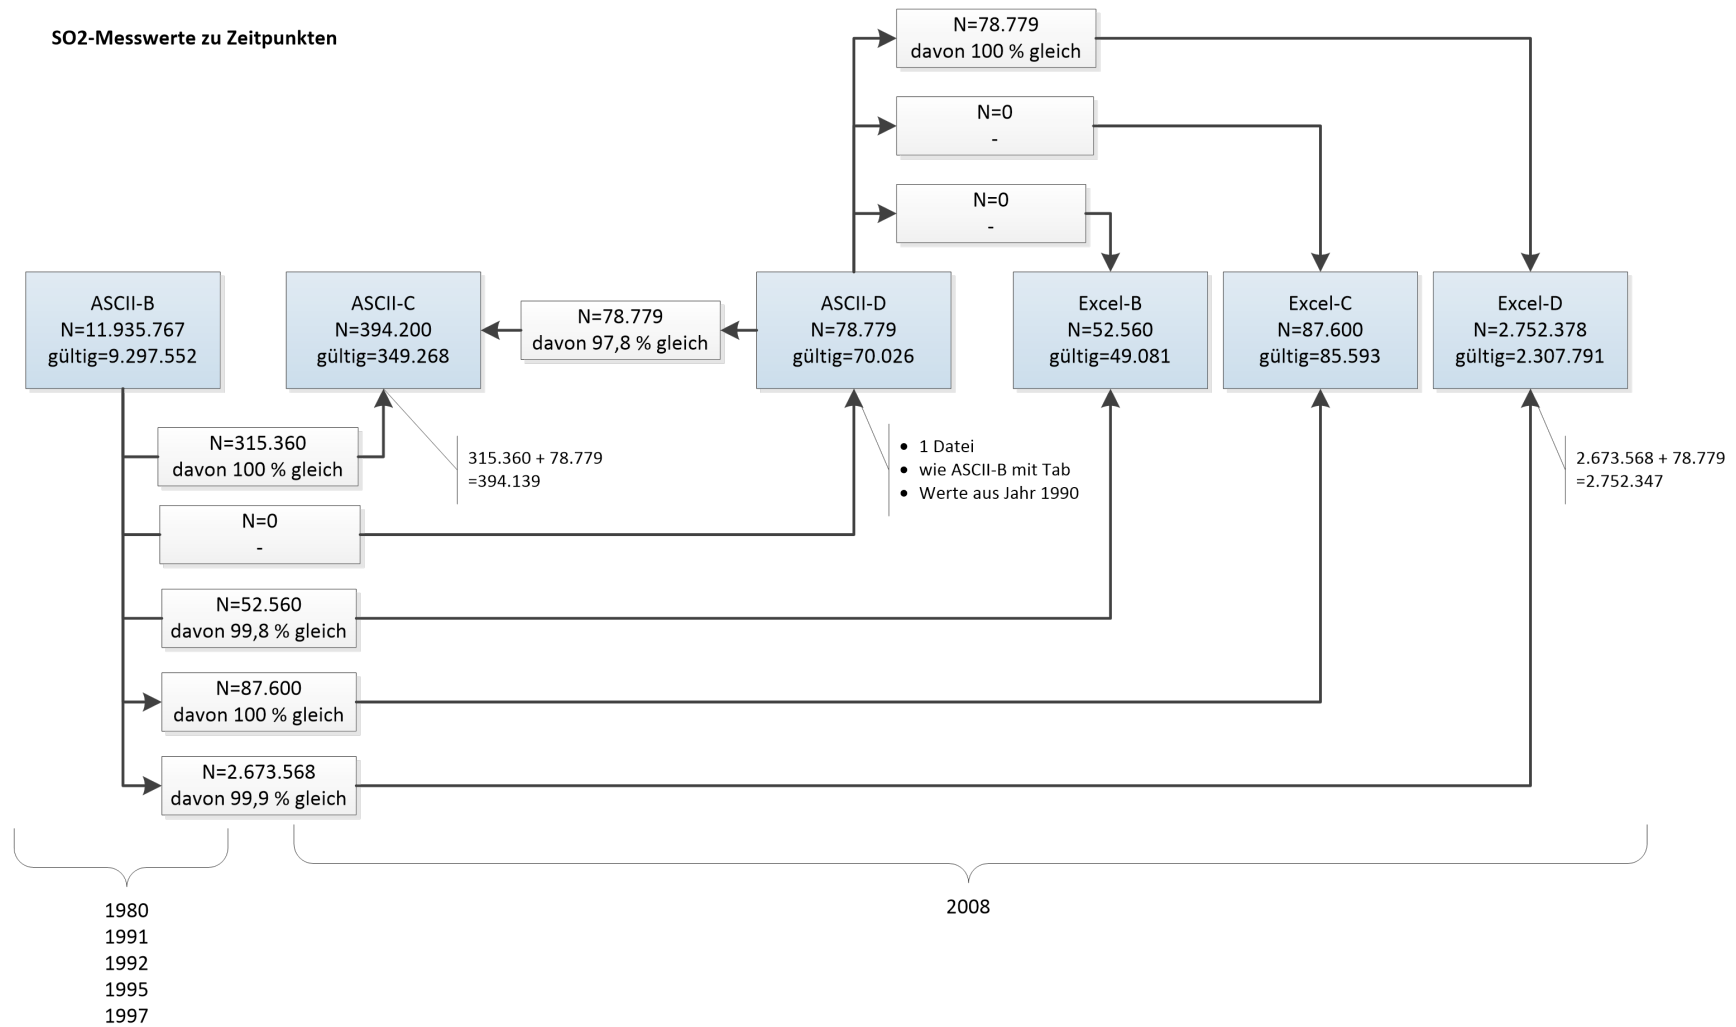 SO2-Messwerte zu Zeitpunkten
N=78.779
davon 100 % gleich
N=0
-
N=0
-
ASCII-B
N=11.935.767
gültig=9.297.552
ASCII-C
N=394.200
gültig=349.268
N=78.779
davon 97,8 % gleich
ASCII-D
N=78.779
gültig=70.026
Excel-B
N=52.560
gültig=49.081
Excel-C
N=87.600
gültig=85.593
Excel-D
N=2.752.378
gültig=2.307.791
N=315.360
davon 100 % gleich
315.360 + 78.779
=394.139
• 1 Datei
• wie ASCII-B mit Tab
• Werte aus Jahr 1990
2.673.568 + 78.779
=2.752.347
N=0
-
N=52.560
davon 99,8 % gleich
N=87.600
davon 100 % gleich
N=2.673.568
davon 99,9 % gleich
1980
1991
1992
1995
1997
2008